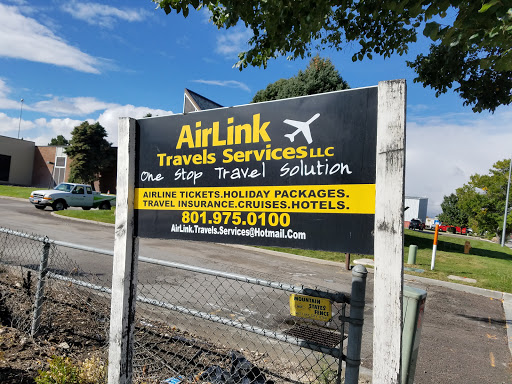 AirLink
Travels Services LLC
One Stop Travel Solution
AIRLINE TICKETS.HOLIDAY PACKAGES.
TRAVEL INSURANCE.CRUISES.HOTELS.
801.975.0100
AirLink.Travels.Services@Hotmail.Com
MOUNTAIN
STATES
FENCE